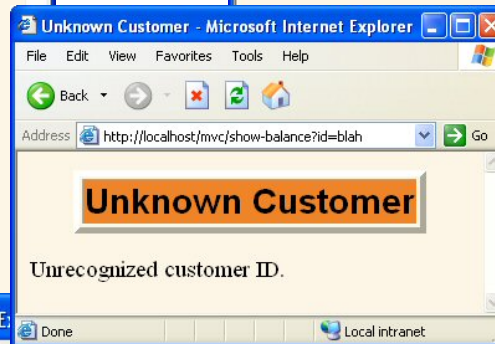 Unknown Customer - Microsoft Internet Explorer
File Edit View Favorites Tools Help
Back
Address http://localhost/mvc/show-balance?id=blah Go
Unknown Customer
Unrecognized customer ID.
Done Local intranet